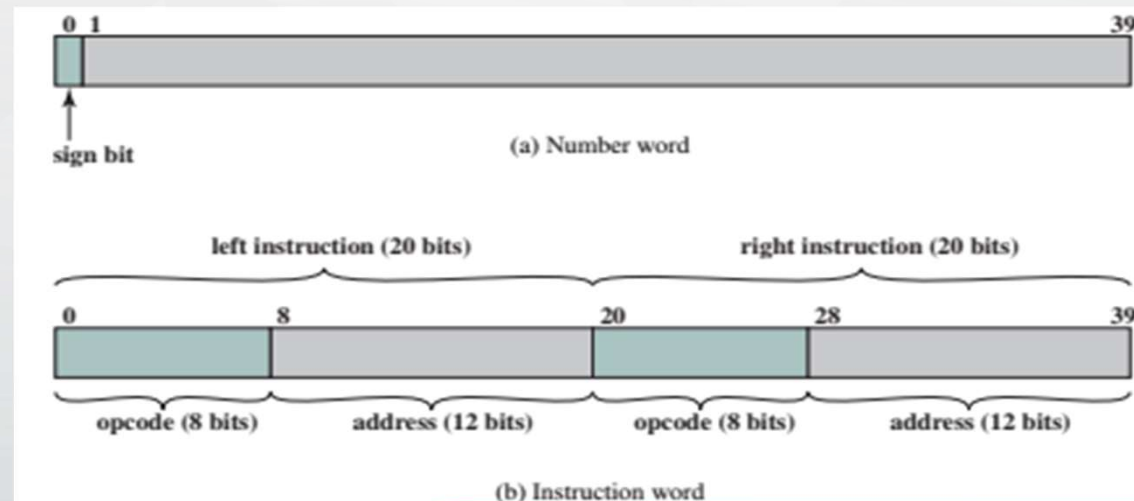 0 1 39
sign bit
(a) Number word
left instruction (20 bits) right instruction (20 bits)
0 8 20 28 39
opcode (8 bits) address (12 bits) opcode (8 bits) address (12 bits)
(b) Instruction word